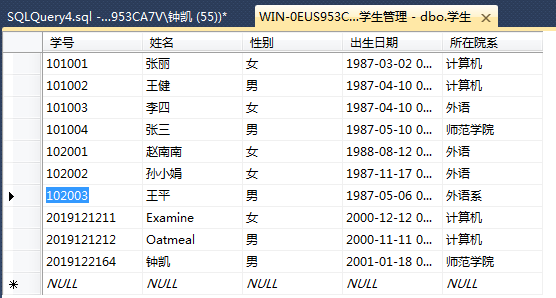 SQLQuery4.sql -...953CA7V\钟凯 (55))* WIN-0EUS953C...学生管理 - dbo.学生
学号 姓名 性别 出生日期 所在院系
101001 张丽 女 1987-03-02 0... 计算机
101002 王健 男 1987-04-10 0... 计算机
101003 李四 女 1987-04-10 0... 外语
101004 张三 男 1987-05-10 0... 师范学院
102001 赵南南 女 1988-08-12 0... 外语
102002 孙小娟 女 1987-11-17 0... 外语
102003 王平 男 1987-05-06 0... 外语系
2019121211 Examine 女 2000-12-12 0... 计算机
2019121212 Oatmeal 男 2000-11-11 0... 计算机
2019122164 钟凯 男 2001-01-18 0... 师范学院
NULL NULL NULL NULL NULL